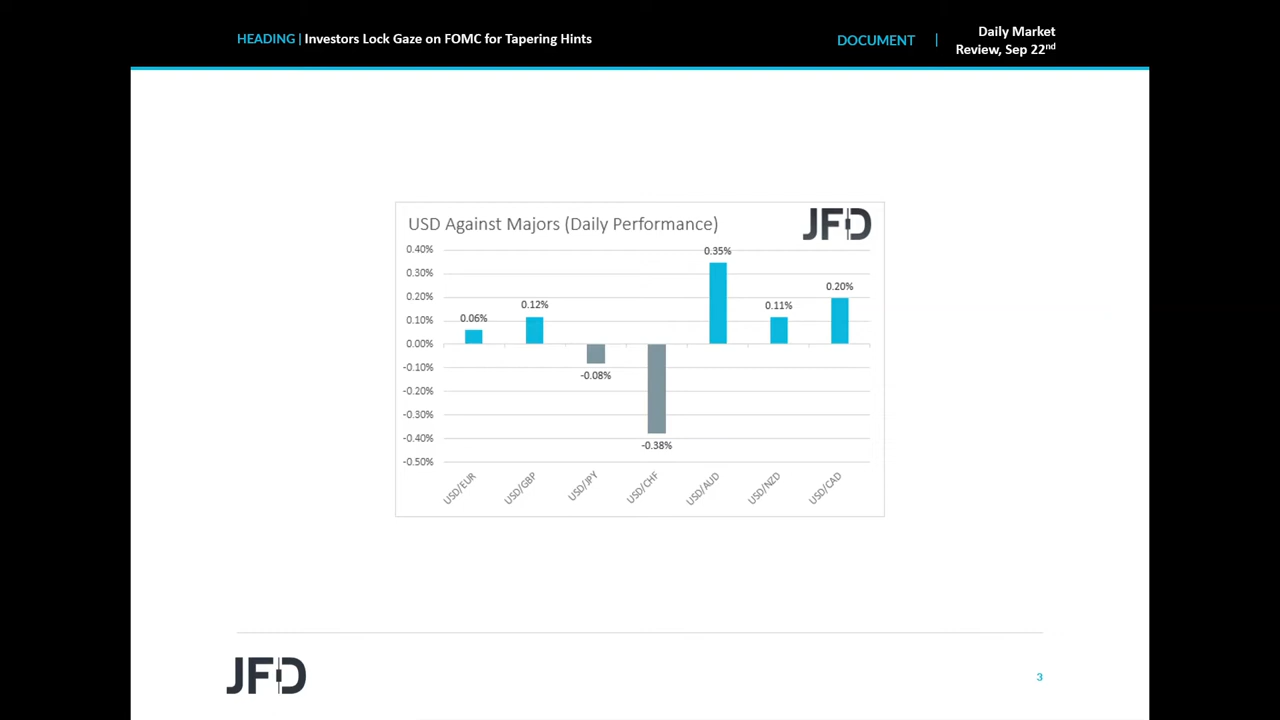 HEADING | Investors Lock Gaze on FOMC for Tapering Hints
DOCUMENT | Daily Market
Review, Sep 22nd
USD Against Majors (Daily Performance)
JFD
0.40%
0.30%
0.20%
0.10%
0.00%
-0.10%
-0.20%
-0.30%
-0.40%
-0.50%
0.06%
0.12%
-0.08%
-0.38%
0.35%
0.11%
0.20%
USD/EUR
USD/GBP
USD/JPY
USD/CHF
USD/AUD
USD/NZD
USD/CAD
JFD
3